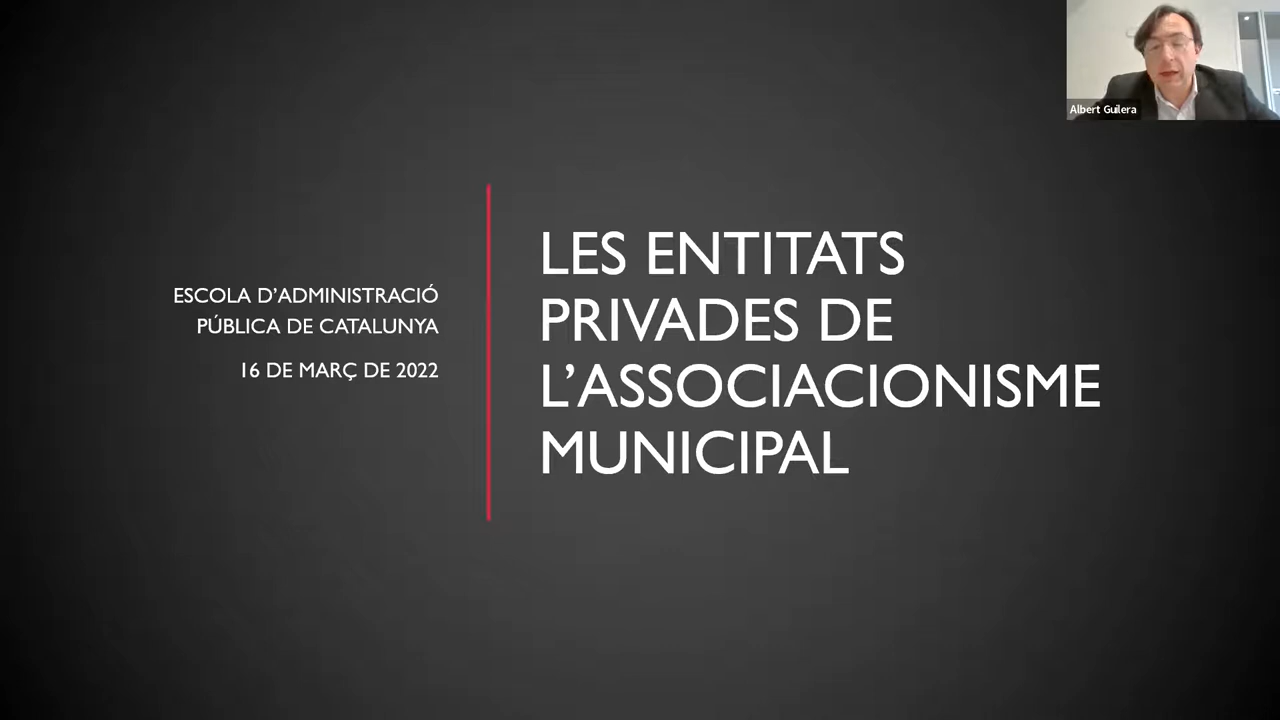 Albert Guilera
ESCOLA D’ADMINISTRACIÓ
PÚBLICA DE CATALUNYA
16 DE MARÇ DE 2022
LES ENTITATS
PRIVADES DE
L’ASSOCIACIONISME
MUNICIPAL